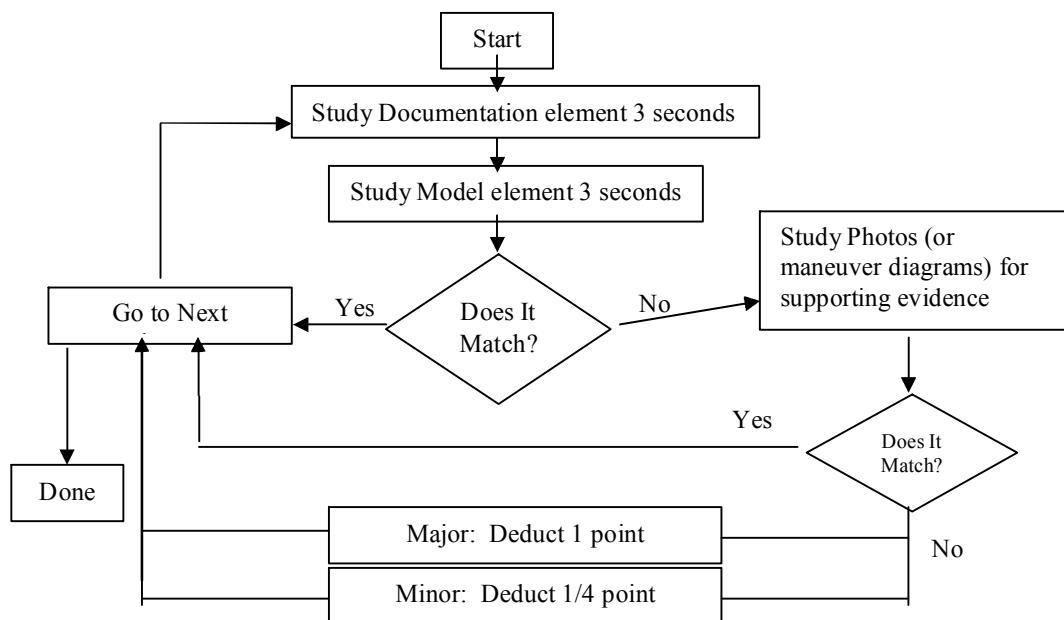 Start
Study Documentation element 3 seconds
Study Model element 3 seconds
Study Photos (or
maneuver diagrams) for
supporting evidence
Go to Next
Yes
Does It
Match?
No
Yes
Does It
Match?
Done
Major:  Deduct 1 point
No
Minor:  Deduct 1/4 point